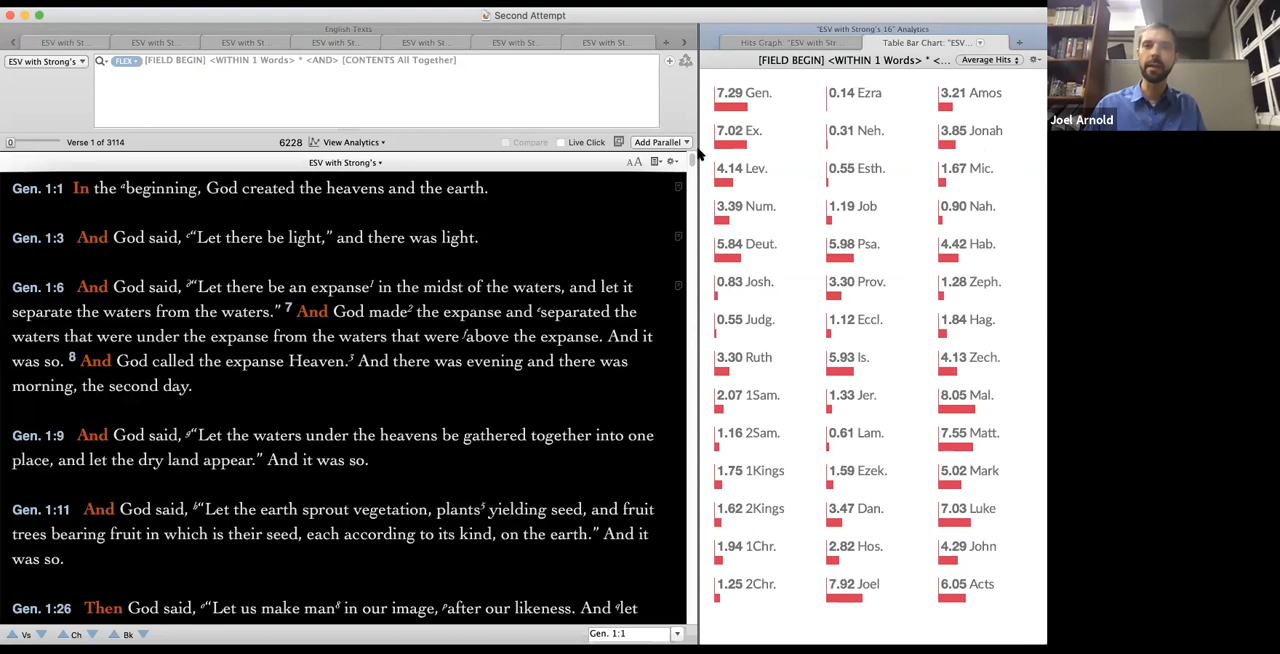 Second Attempt
English Texts
ESV with St...
ESV with St...
ESV with St...
ESV with St...
ESV with St...
ESV with St...
ESV with St...
ESV with Strong's
FLEX
[FIELD BEGIN] <WITHIN 1 Words> * <AND> [CONTENTS All Together]
0
Verse 1 of 3114
6228
View Analytics
Compare
Live Click
Add Parallel
ESV with Strong's
AA
Gen. 1:1 In the a beginning, God created the heavens and the earth.
Gen. 1:3 And God said, c “Let there be light,” and there was light.
Gen. 1:6 And God said, “Let there be an expanse1 in the midst of the waters, and let it
separate the waters from the waters.” 7 And God made2 the expanse and e separated the
waters that were under the expanse from the waters that were f above the expanse. And it
was so. 8 And God called the expanse Heaven.3 And there was evening and there was
morning, the second day.
Gen. 1:9 And God said, g “Let the waters under the heavens be gathered together into one
place, and let the dry land appear.” And it was so.
Gen. 1:11 And God said, h “Let the earth sprout vegetation, plants5 yielding seed, and fruit
trees bearing fruit in which is their seed, each according to its kind, on the earth.” And it
was so.
Gen. 1:26 Then God said, o “Let us make man8 in our image, p after our likeness. And q let
Vs
Ch
Bk
Gen. 1:1
"ESV with Strong's 16" Analytics
Hits Graph: "ESV with Str...
Table Bar Chart: "ESV...
[FIELD BEGIN] <WITHIN 1 Words> * <...
Average Hits
7.29 Gen.
7.02 Ex.
4.14 Lev.
3.39 Num.
5.84 Deut.
0.83 Josh.
0.55 Judg.
3.30 Ruth
2.07 1Sam.
1.16 2Sam.
1.75 1Kings
1.62 2Kings
1.94 1Chr.
1.25 2Chr.
0.14 Ezra
0.31 Neh.
0.55 Esth.
1.19 Job
5.98 Psa.
3.30 Prov.
1.12 Eccl.
5.93 Is.
1.33 Jer.
0.61 Lam.
1.59 Ezek.
3.47 Dan.
2.82 Hos.
7.92 Joel
3.21 Amos
3.85 Jonah
1.67 Mic.
0.90 Nah.
4.42 Hab.
1.28 Zeph.
1.84 Hag.
4.13 Zech.
8.05 Mal.
7.55 Matt.
5.02 Mark
7.03 Luke
4.29 John
6.05 Acts
Joel Arnold